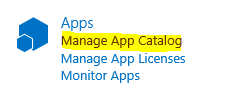 Apps
Manage App Catalog
Manage App Licenses
Monitor Apps